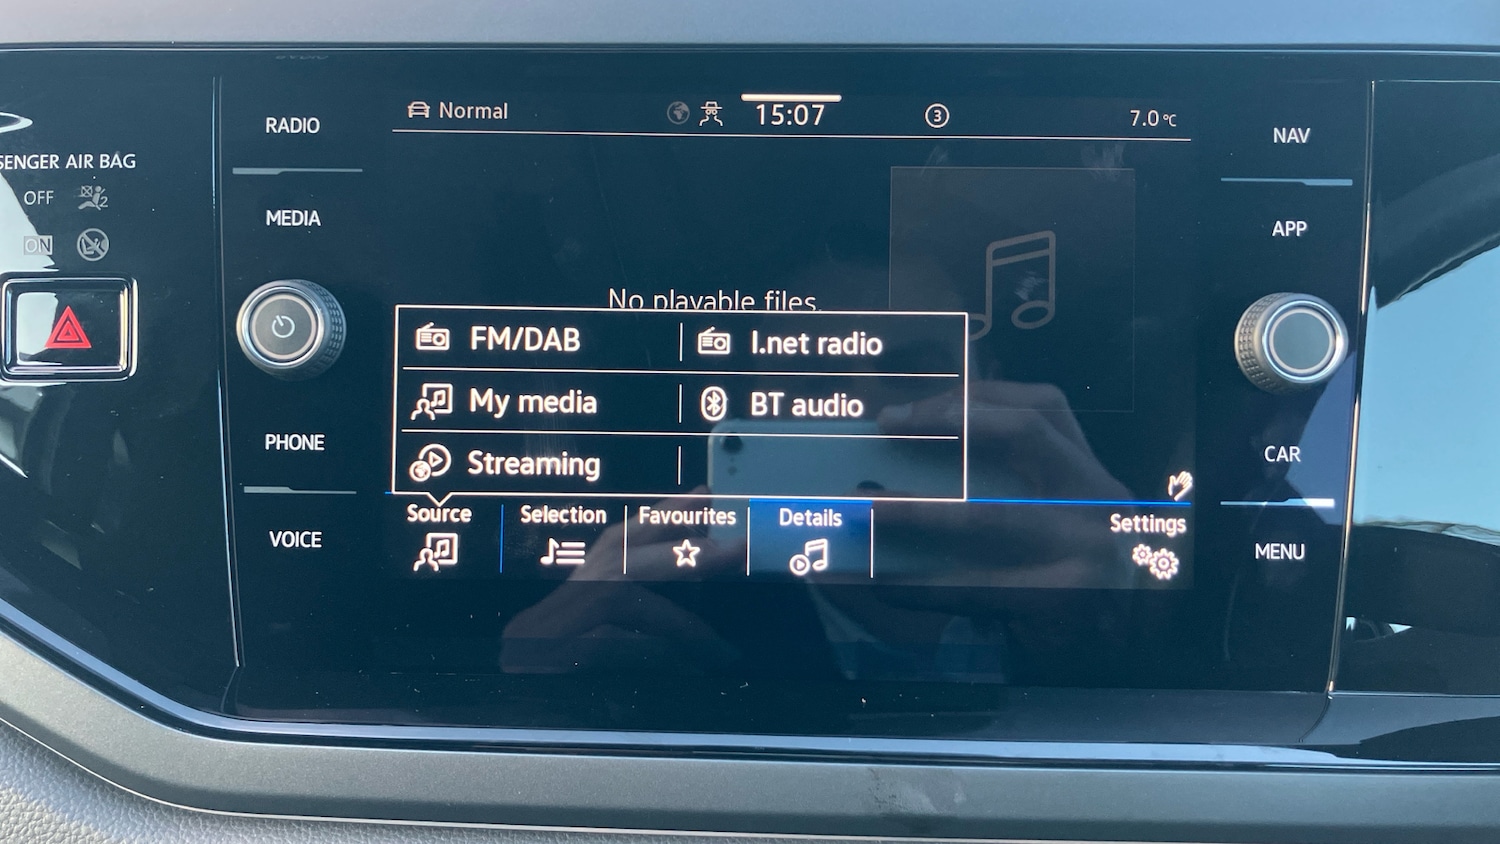 RADIO
MEDIA
PHONE
VOICE
SENGER AIR BAG
OFF
2
ON
Normal
15:07
3
7.0 °C
No playable files.
FM/DAB
I.net radio
My media
BT audio
Streaming
Source
Selection
Favourites
Details
Settings
NAV
APP
CAR
MENU